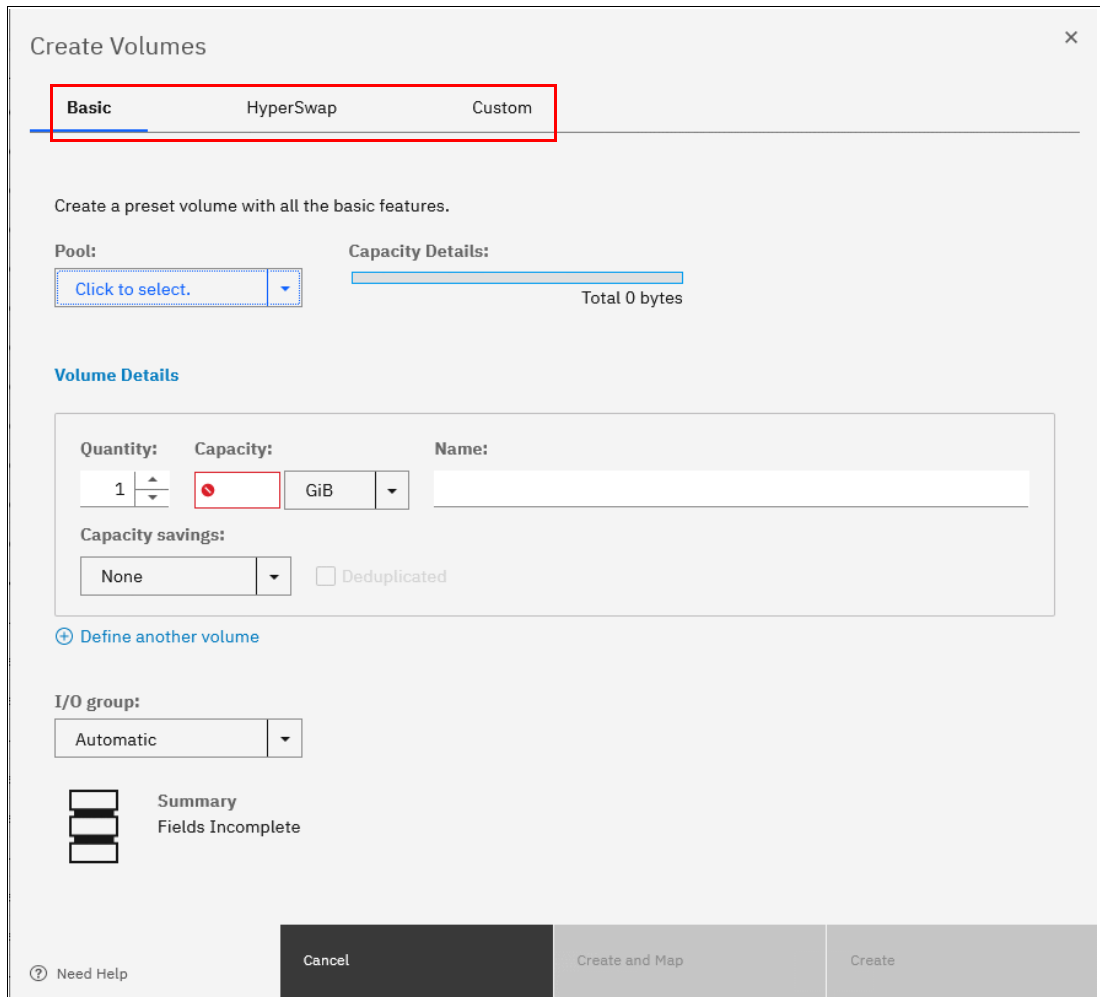 Create Volumes
Basic HyperSwap Custom
Create a preset volume with all the basic features.
Pool: Capacity Details:
Click to select.
Total 0 bytes
Volume Details
Quantity: Capacity: Name:
1 GiB
Capacity savings:
None Deduplicated
Define another volume
I/O group:
Automatic
Summary
Fields Incomplete
? Need Help Cancel Create and Map Create